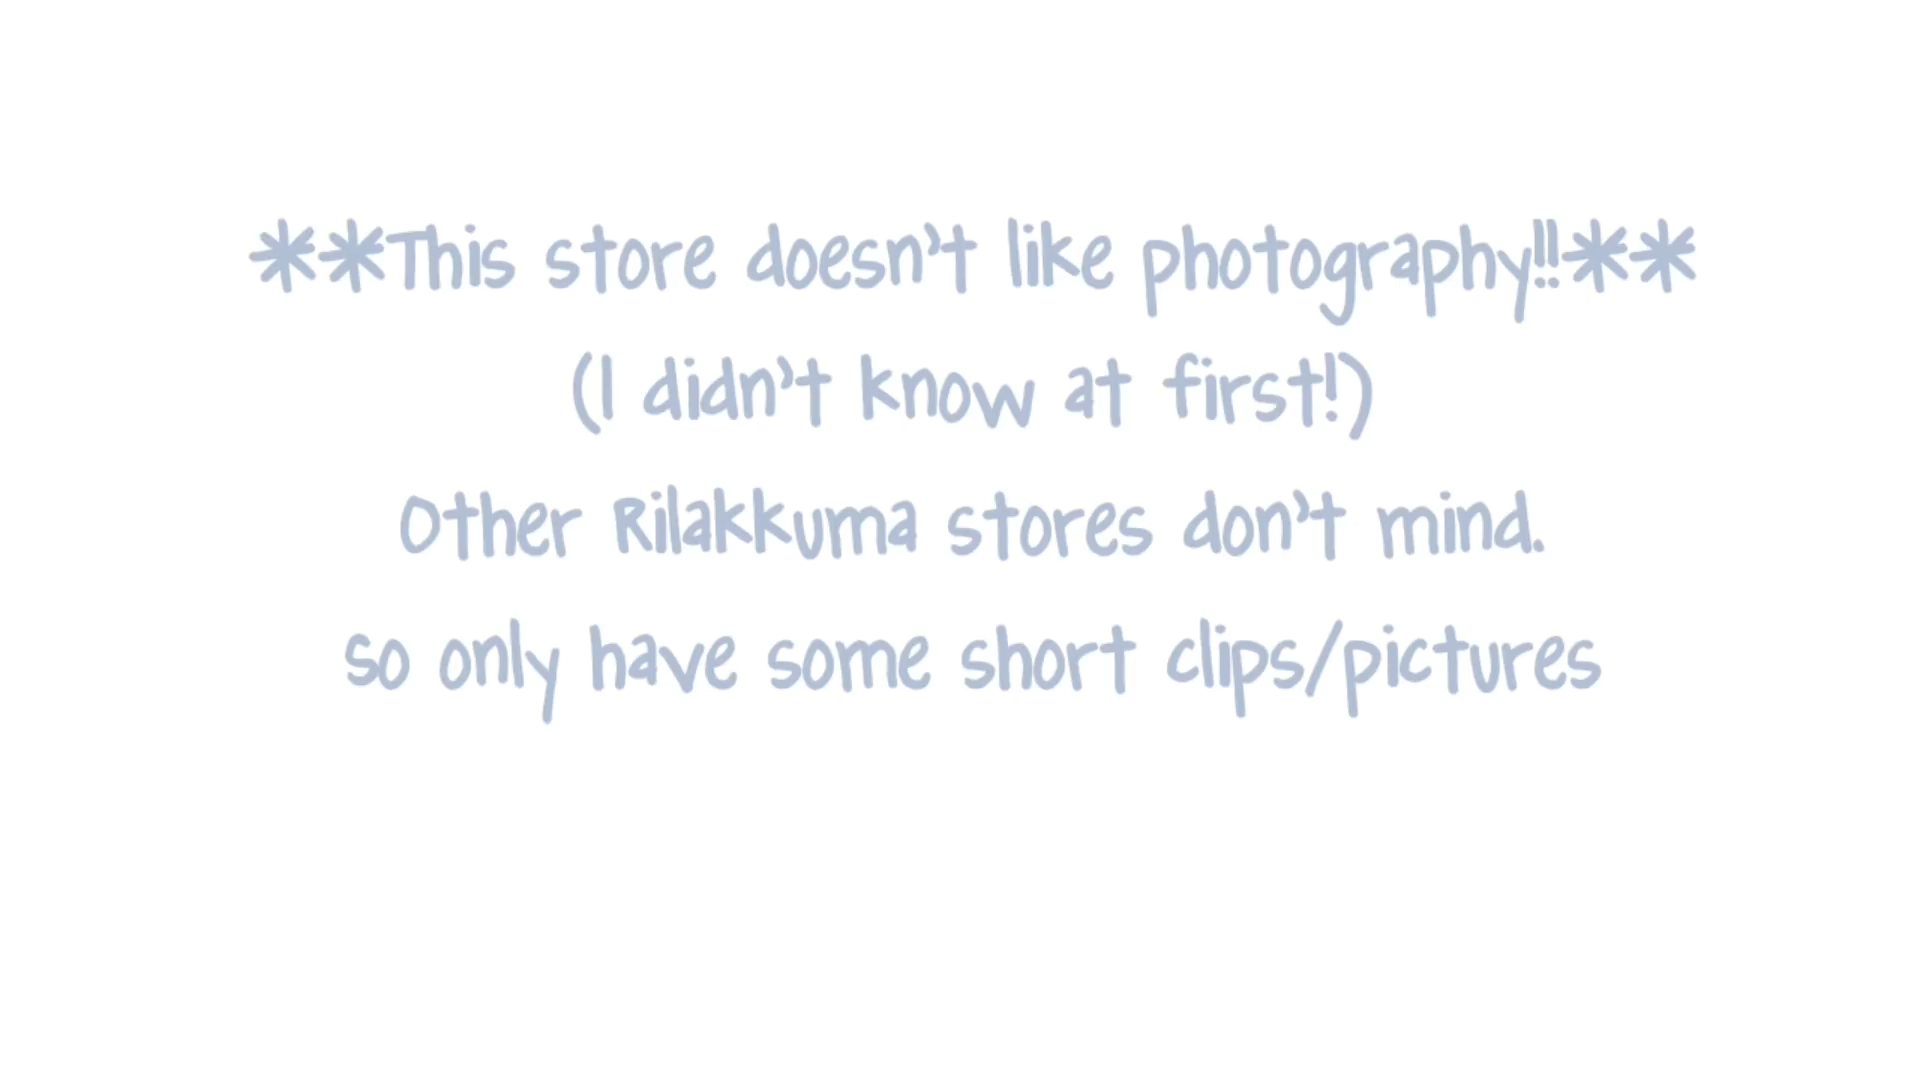 **This store doesn't like photography!!**
(I didn't know at first!)
Other Rilakkuma stores don't mind.
So only have some short clips/pictures